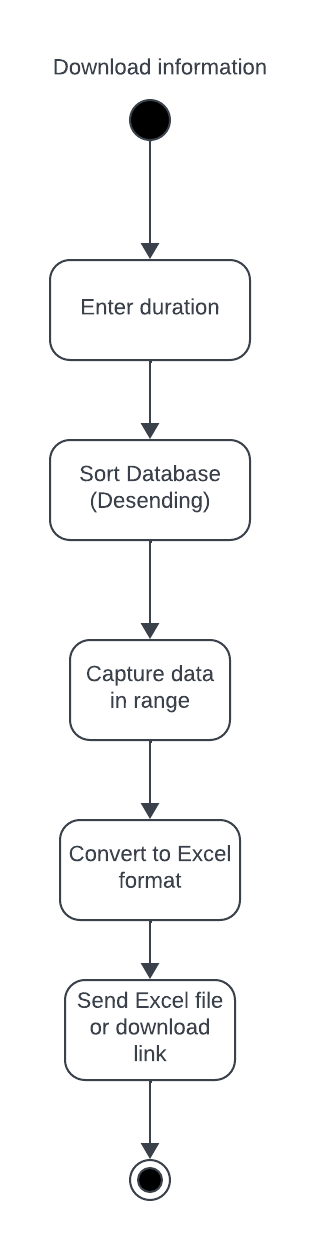 Download information
Enter duration
Sort Database
(Desending)
Capture data
in range
Convert to Excel
format
Send Excel file
or download
link